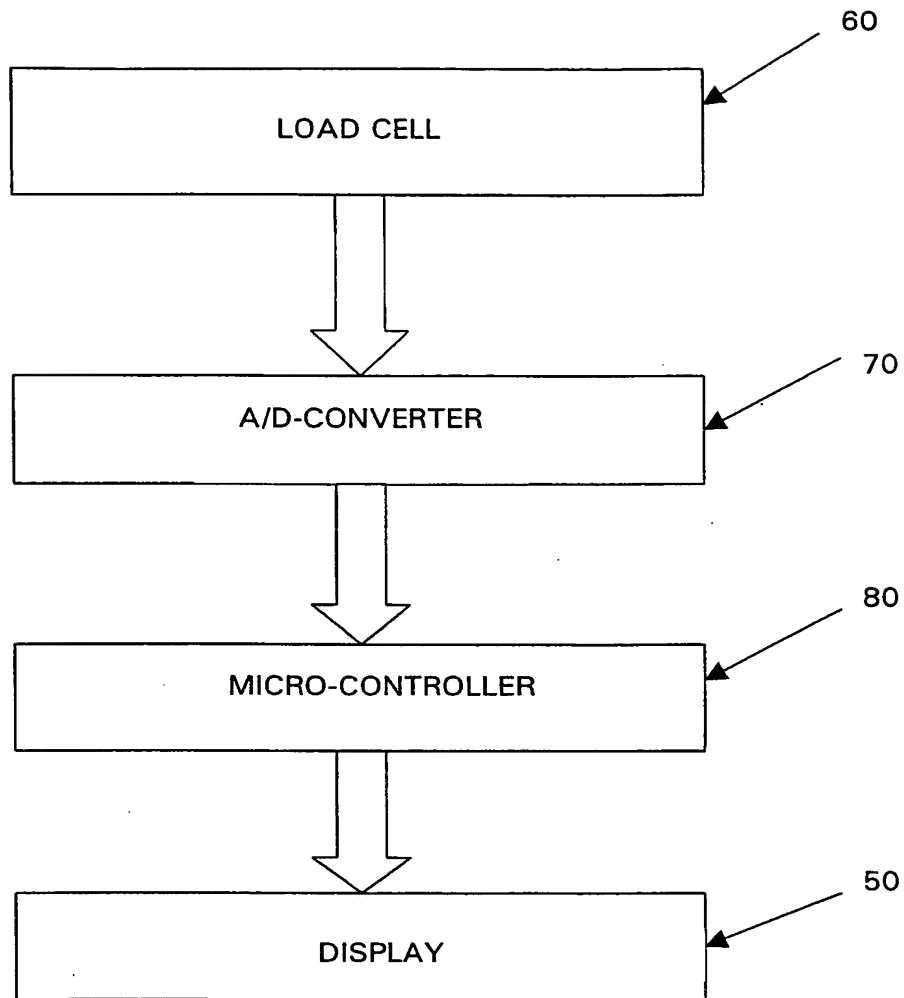 60
LOAD CELL
70
A/D-CONVERTER
80
MICRO-CONTROLLER
50
DISPLAY